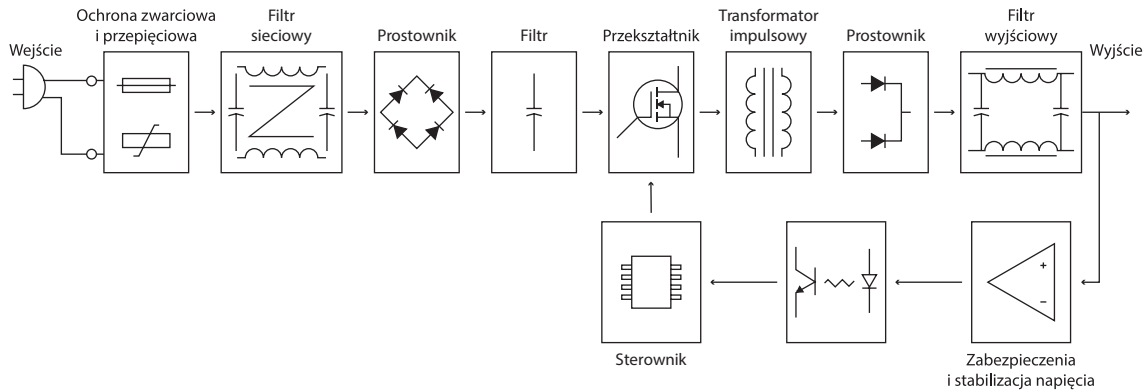 Wejście
Ochrona zwarciowa
i przepięciowa
Filtr
sieciowy
Prostownik
Filtr
Przekształtnik
Transformator
impulsowy
Prostownik
Filtr
wyjściowy
Wyjście
+
−
Sterownik
Zabezpieczenia
i stabilizacja napięcia